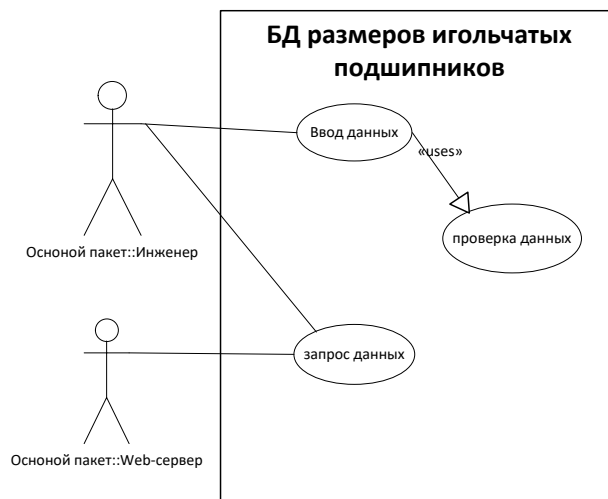 БД размеров игольчатых
подшипников
Ввод данных
«uses»
проверка данных
Осноной пакет::Инженер
запрос данных
Осноной пакет::Web-сервер